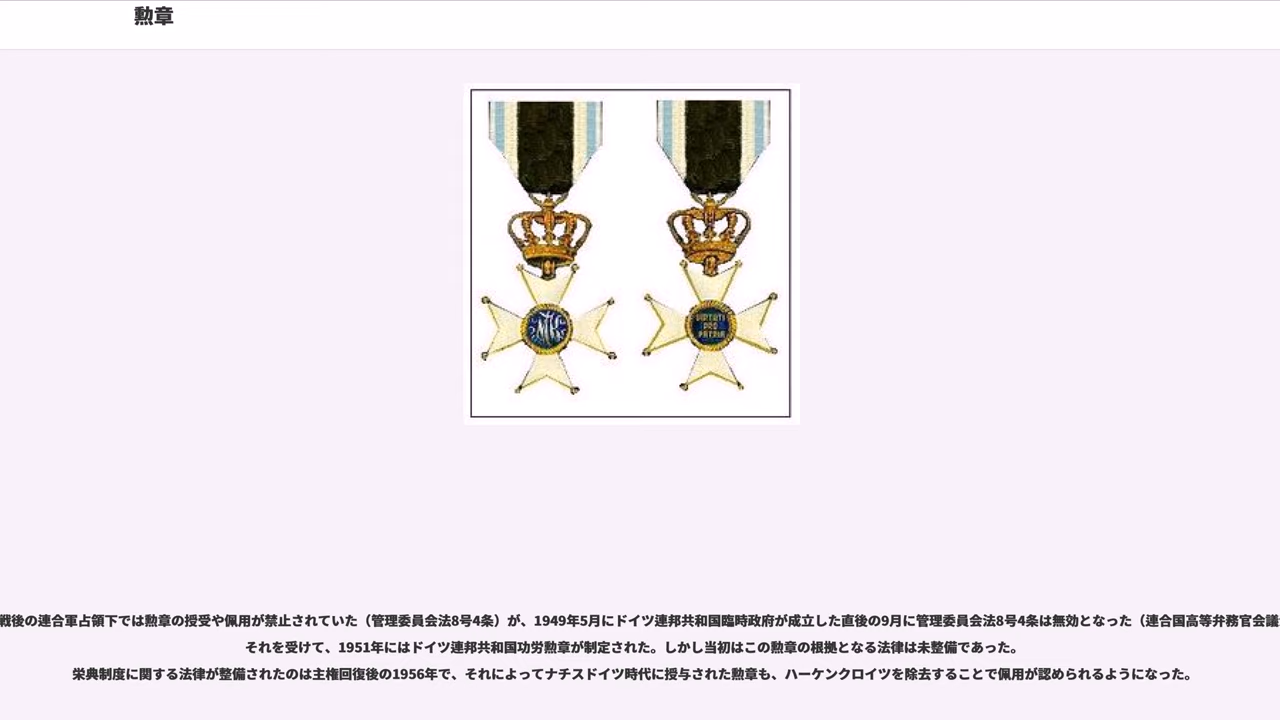 勲章
VIRTUTI
PRO
PATRIA
戦後の連合軍占領下では勲章の授受や佩用が禁止されていた（管理委員会法8号4条）が、1949年5月にドイツ連邦共和国臨時政府が成立した直後の9月に管理委員会法8号4条は無効となった（連合国高等弁務官会議
それを受けて、1951年にはドイツ連邦共和国功労勲章が制定された。しかし当初はこの勲章の根拠となる法律は未整備であった。
栄典制度に関する法律が整備されたのは主権回復後の1956年で、それによってナチスドイツ時代に授与された勲章も、ハーケンクロイツを除去することで佩用が認められるようになった。